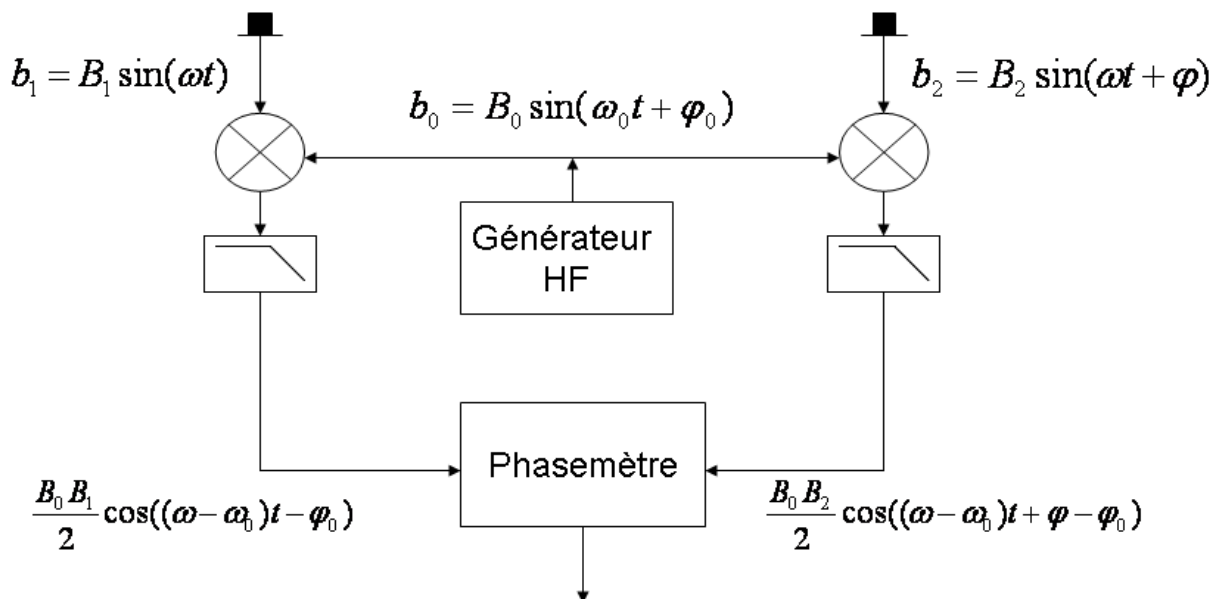 b₁ = B₁ sin(ωt)
b₂ = B₂ sin(ωt + φ)
b₀ = B₀ sin(ω₀t + φ₀)
Générateur
HF
Phasemètre
B₀B₁/2 cos((ω − ω₀)t − φ₀)
B₀B₂/2 cos((ω − ω₀)t + φ − φ₀)